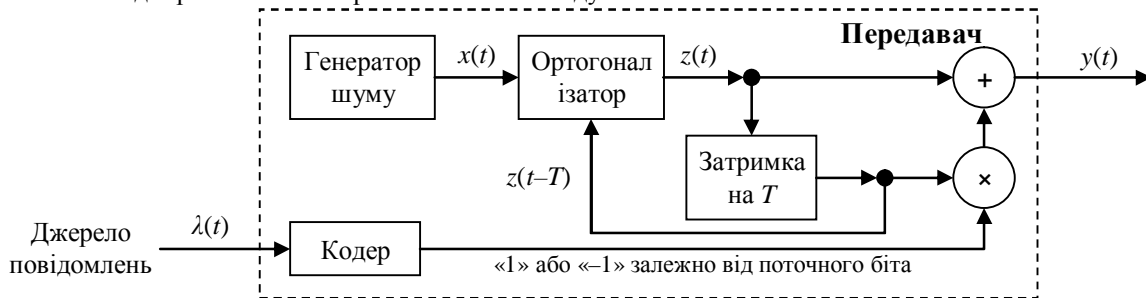 Передавач
Генератор
шуму
x(t)
Ортогонал
ізатор
z(t)
+
y(t)
z(t–T)
Затримка
на T
×
Джерело
повідомлень
λ(t)
Кодер
«1» або «–1» залежно від поточного біта